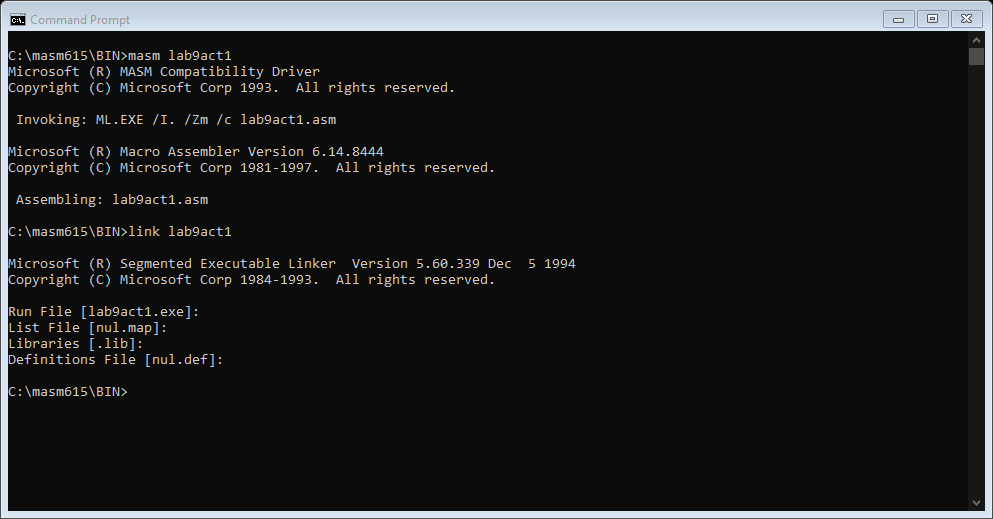 Command Prompt
C:\masm615\BIN>masm lab9act1
Microsoft (R) MASM Compatibility Driver
Copyright (C) Microsoft Corp 1993.  All rights reserved.
 Invoking: ML.EXE /I. /Zm /c lab9act1.asm
Microsoft (R) Macro Assembler Version 6.14.8444
Copyright (C) Microsoft Corp 1981-1997.  All rights reserved.
 Assembling: lab9act1.asm
C:\masm615\BIN>link lab9act1
Microsoft (R) Segmented Executable Linker  Version 5.60.339 Dec  5 1994
Copyright (C) Microsoft Corp 1984-1993.  All rights reserved.
Run File [lab9act1.exe]:
List File [nul.map]:
Libraries [.lib]:
Definitions File [nul.def]:
C:\masm615\BIN>